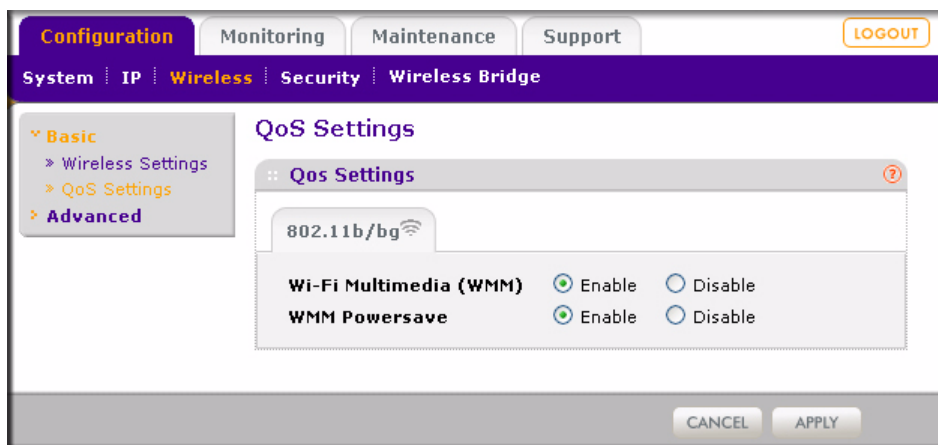 Configuration Monitoring Maintenance Support LOGOUT
System IP Wireless Security Wireless Bridge
Basic
» Wireless Settings
» QoS Settings
Advanced
QoS Settings
Qos Settings ?
802.11b/bg
Wi-Fi Multimedia (WMM) Enable Disable
WMM Powersave Enable Disable
CANCEL APPLY